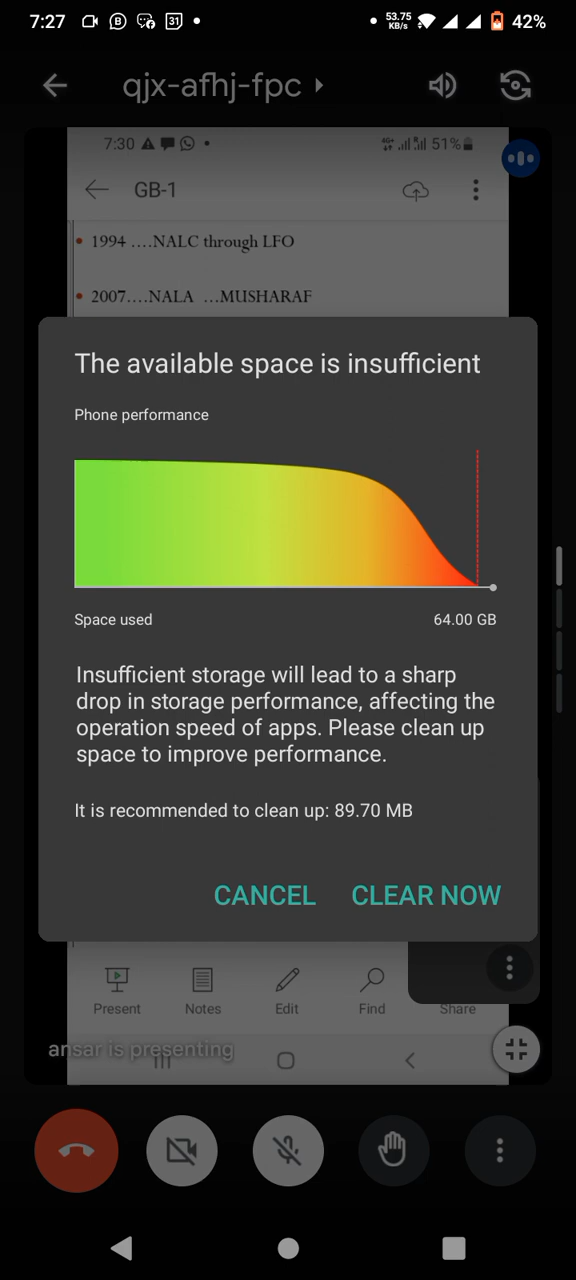 7:27
31
53.75
KB/s
42%
qjx-afhj-fpc
7:30
4G+
51%
GB-1
• 1994 ....NALC through LFO
• 2007....NALA ...MUSHARAF
The available space is insufficient
Phone performance
Space used
64.00 GB
Insufficient storage will lead to a sharp
drop in storage performance, affecting the
operation speed of apps. Please clean up
space to improve performance.
It is recommended to clean up: 89.70 MB
CANCEL
CLEAR NOW
Present
Notes
Edit
Find
Share
ansar is presenting